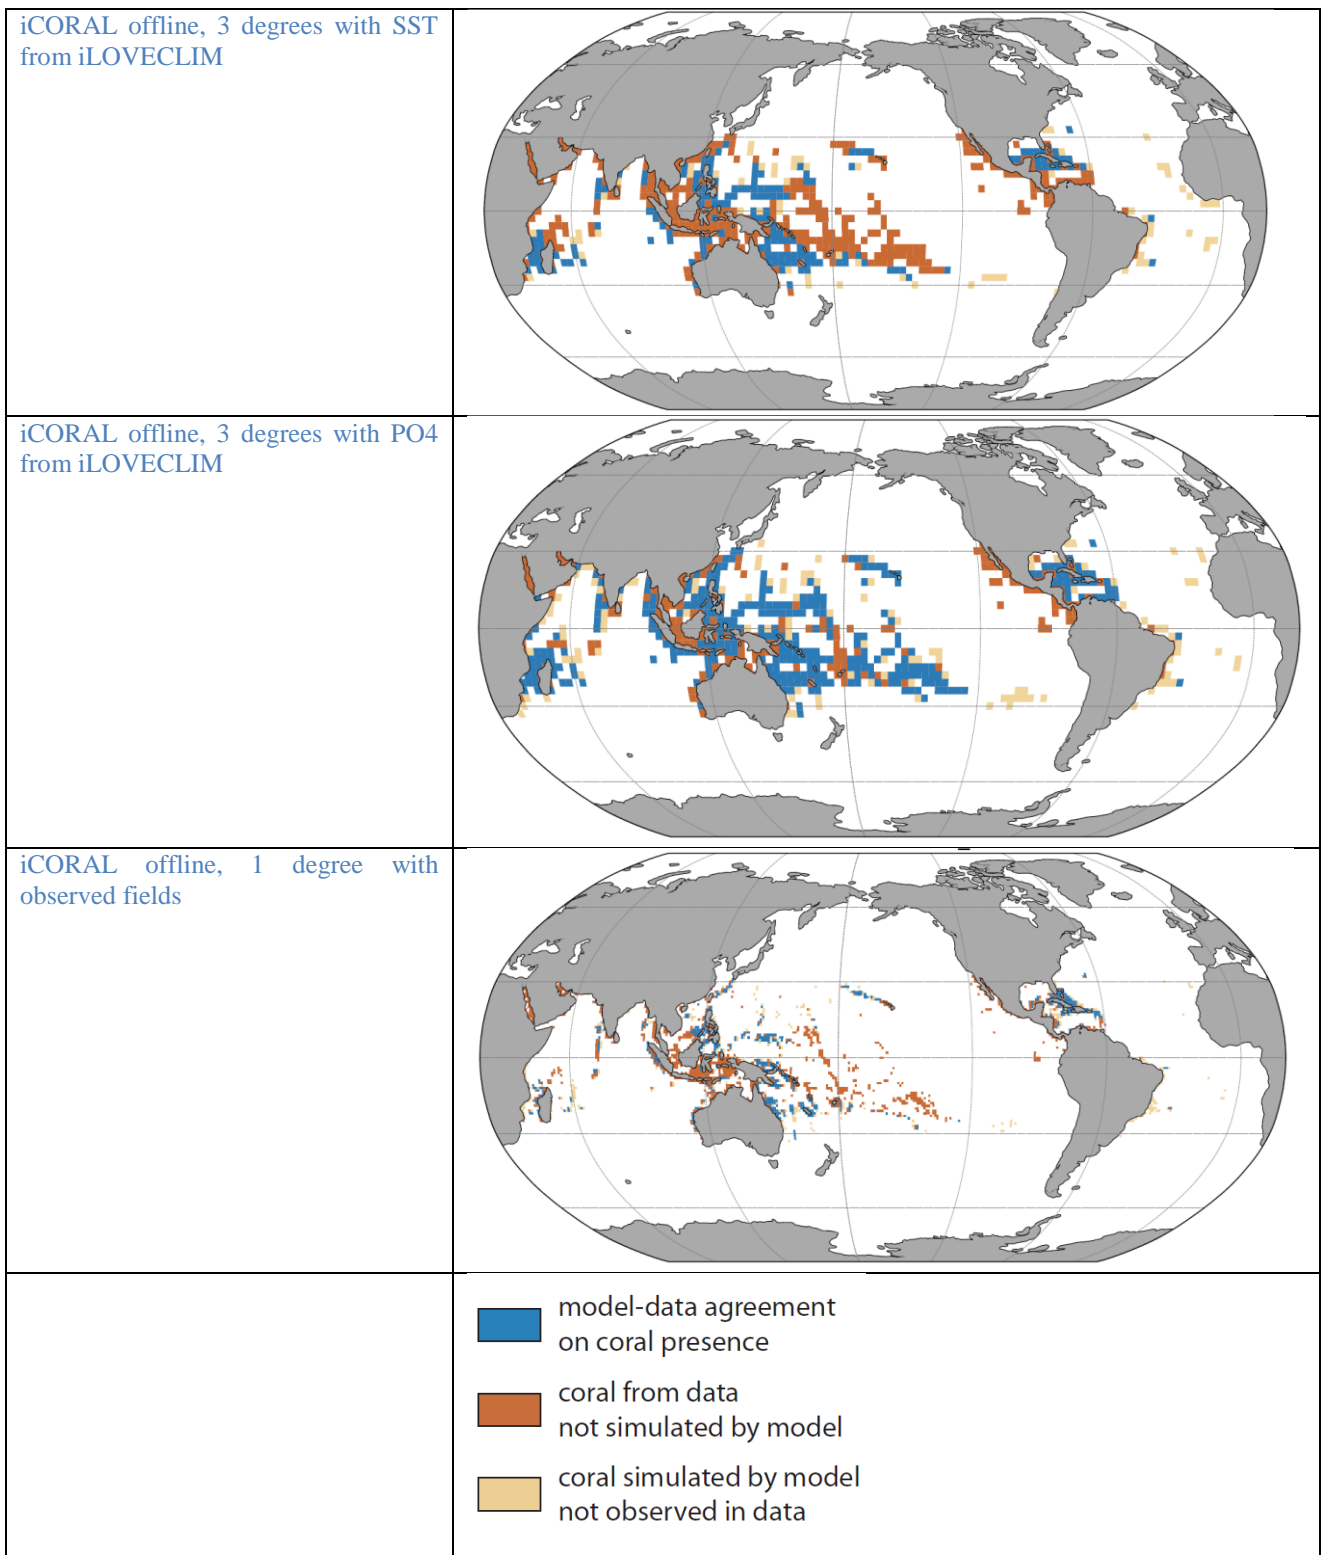 iCORAL offline, 3 degrees with SST
from iLOVECLIM
iCORAL offline, 3 degrees with PO4
from iLOVECLIM
iCORAL offline, 1 degree with
observed fields
model-data agreement
on coral presence
coral from data
not simulated by model
coral simulated by model
not observed in data